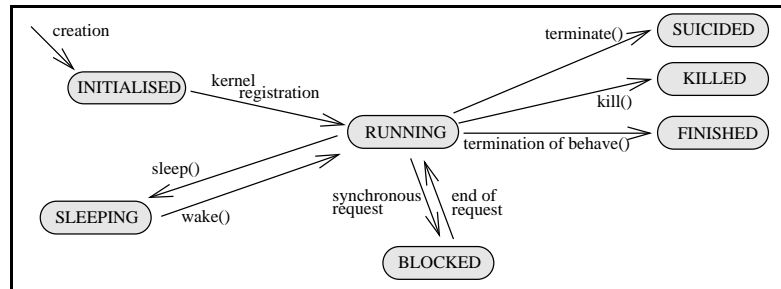 creation
INITIALISED
kernel
registration
RUNNING
terminate()
SUICIDED
kill()
KILLED
termination of behave()
FINISHED
sleep()
wake()
SLEEPING
synchronous
request
end of
request
BLOCKED